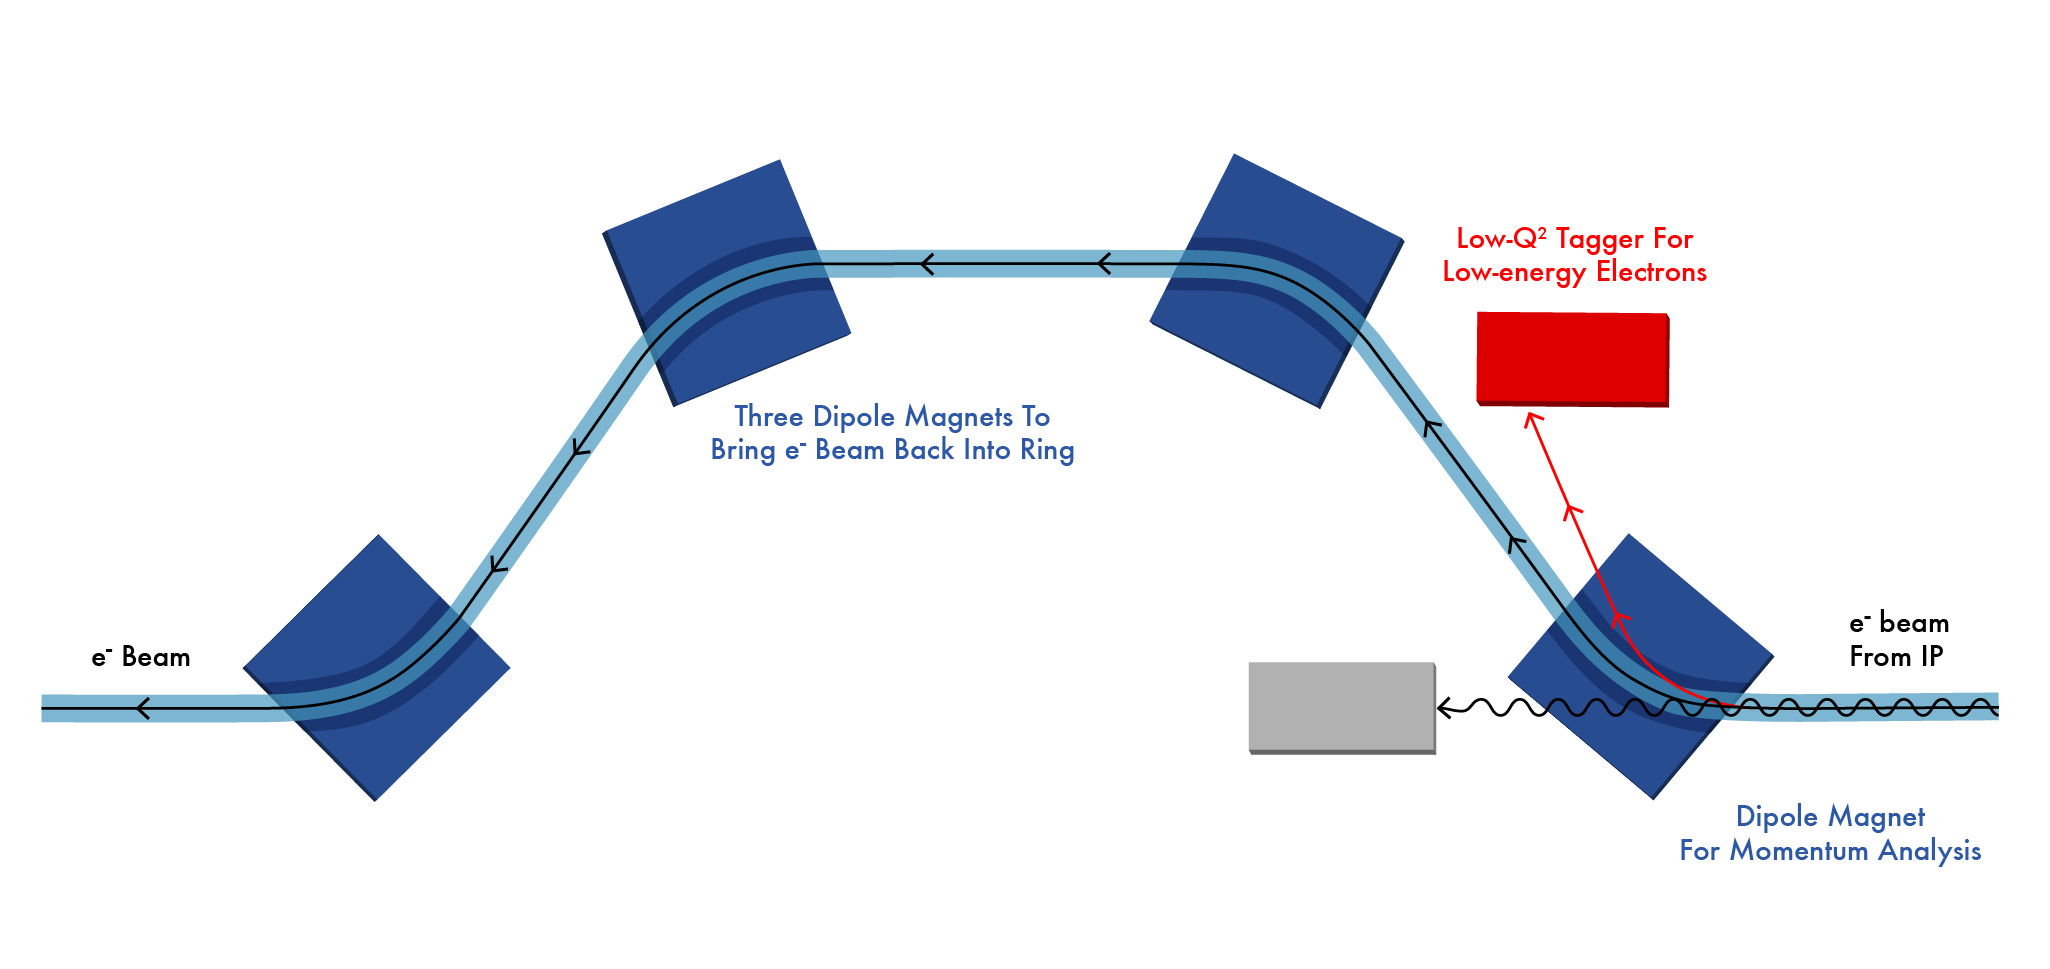 Low-Q² Tagger For
Low-energy Electrons
Three Dipole Magnets To
Bring e⁻ Beam Back Into Ring
e⁻ Beam
e⁻ beam
From IP
Dipole Magnet
For Momentum Analysis